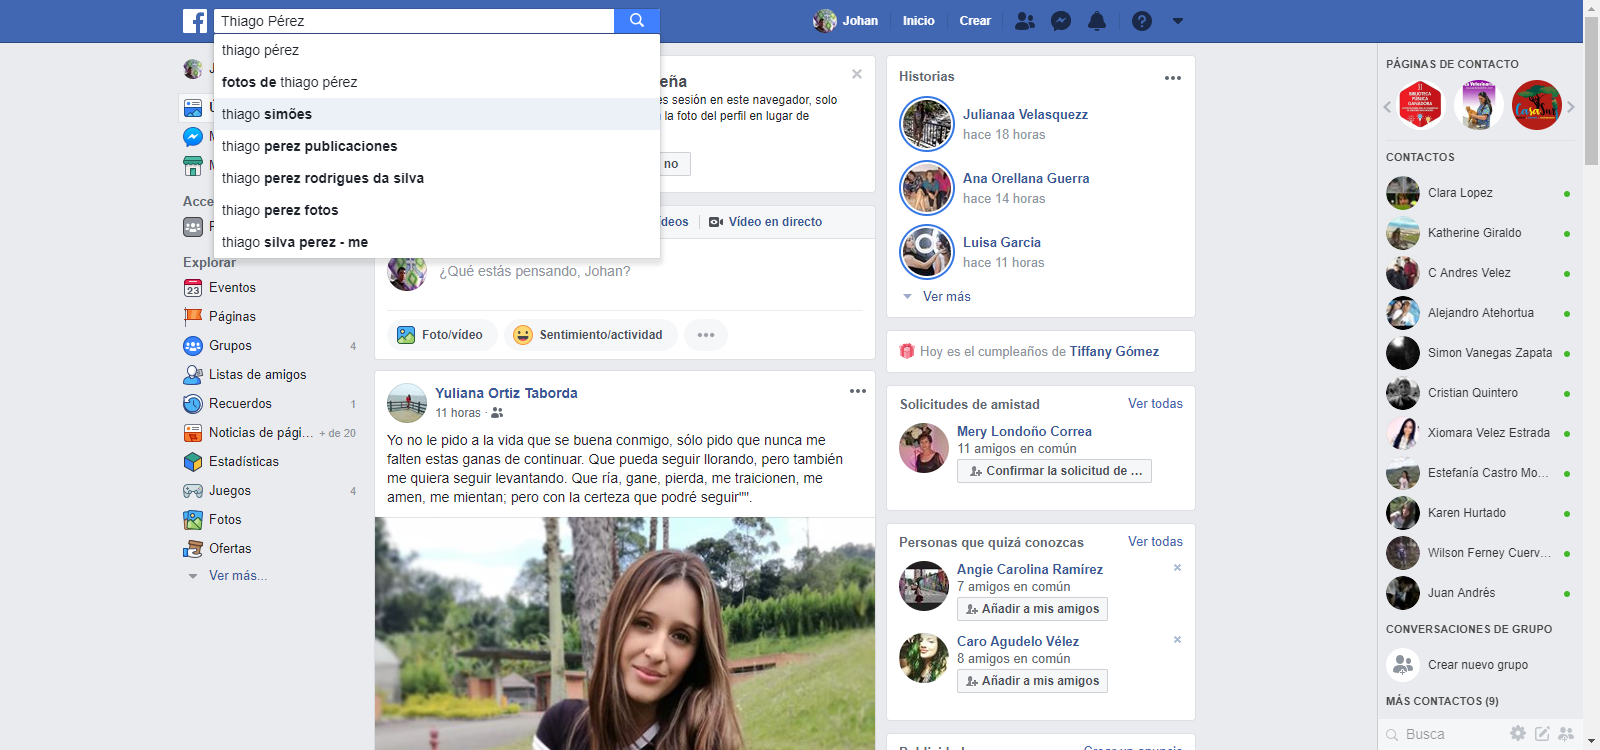 Thiago Pérez
Johan
Inicio
Crear
thiago pérez
fotos de thiago pérez
thiago simões
thiago perez publicaciones
thiago perez rodrigues da silva
thiago perez fotos
thiago silva perez - me
Acce
Explorar
23
Eventos
Páginas
Grupos 4
Listas de amigos
Recuerdos 1
Noticias de pági... + de 20
Estadísticas
Juegos 4
Fotos
Ofertas
Ver más...
eña
es sesión en este navegador, solo
la foto del perfil en lugar de
no
ídeos
Vídeo en directo
¿Qué estás pensando, Johan?
Foto/vídeo
Sentimiento/actividad
Yuliana Ortiz Taborda
11 horas ·
Yo no le pido a la vida que se buena conmigo, sólo pido que nunca me
falten estas ganas de continuar. Que pueda seguir llorando, pero también
me quiera seguir levantando. Que ría, gane, pierda, me traicionen, me
amen, me mientan; pero con la certeza que podré seguir"".
Historias
Julianaa Velasquezz
hace 18 horas
Ana Orellana Guerra
hace 14 horas
Luisa Garcia
hace 11 horas
Ver más
Hoy es el cumpleaños de Tiffany Gómez
Solicitudes de amistad Ver todas
Mery Londoño Correa
11 amigos en común
Confirmar la solicitud de ...
Personas que quizá conozcas Ver todas
Angie Carolina Ramírez
7 amigos en común
Añadir a mis amigos
Caro Agudelo Vélez
8 amigos en común
Añadir a mis amigos
Publicidad Crear un anuncio
PÁGINAS DE CONTACTO
BIBLIOTECA
PÚBLICA
GANADORA
CasaSur
CONTACTOS
Clara Lopez
Katherine Giraldo
C Andres Velez
Alejandro Atehortua
Simon Vanegas Zapata
Cristian Quintero
Xiomara Velez Estrada
Estefanía Castro Mo...
Karen Hurtado
Wilson Ferney Cuerv...
Juan Andrés
CONVERSACIONES DE GRUPO
Crear nuevo grupo
MÁS CONTACTOS (9)
Busca